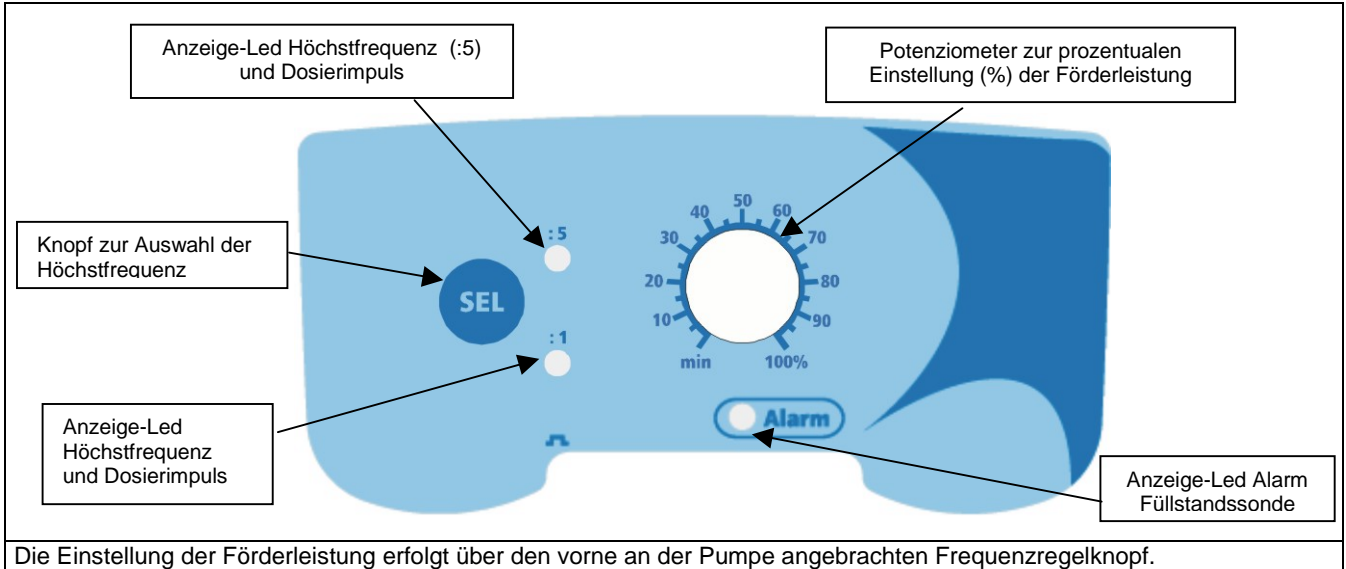 Anzeige-Led Höchstfrequenz (:5)
und Dosierimpuls
Potenziometer zur prozentualen
Einstellung (%) der Förderleistung
Knopf zur Auswahl der
Höchstfrequenz
SEL
:5
:1
min
10
20
30
40
50
60
70
80
90
100%
Alarm
Anzeige-Led
Höchstfrequenz
und Dosierimpuls
Anzeige-Led Alarm
Füllstandssonde
Die Einstellung der Förderleistung erfolgt über den vorne an der Pumpe angebrachten Frequenzregelknopf.